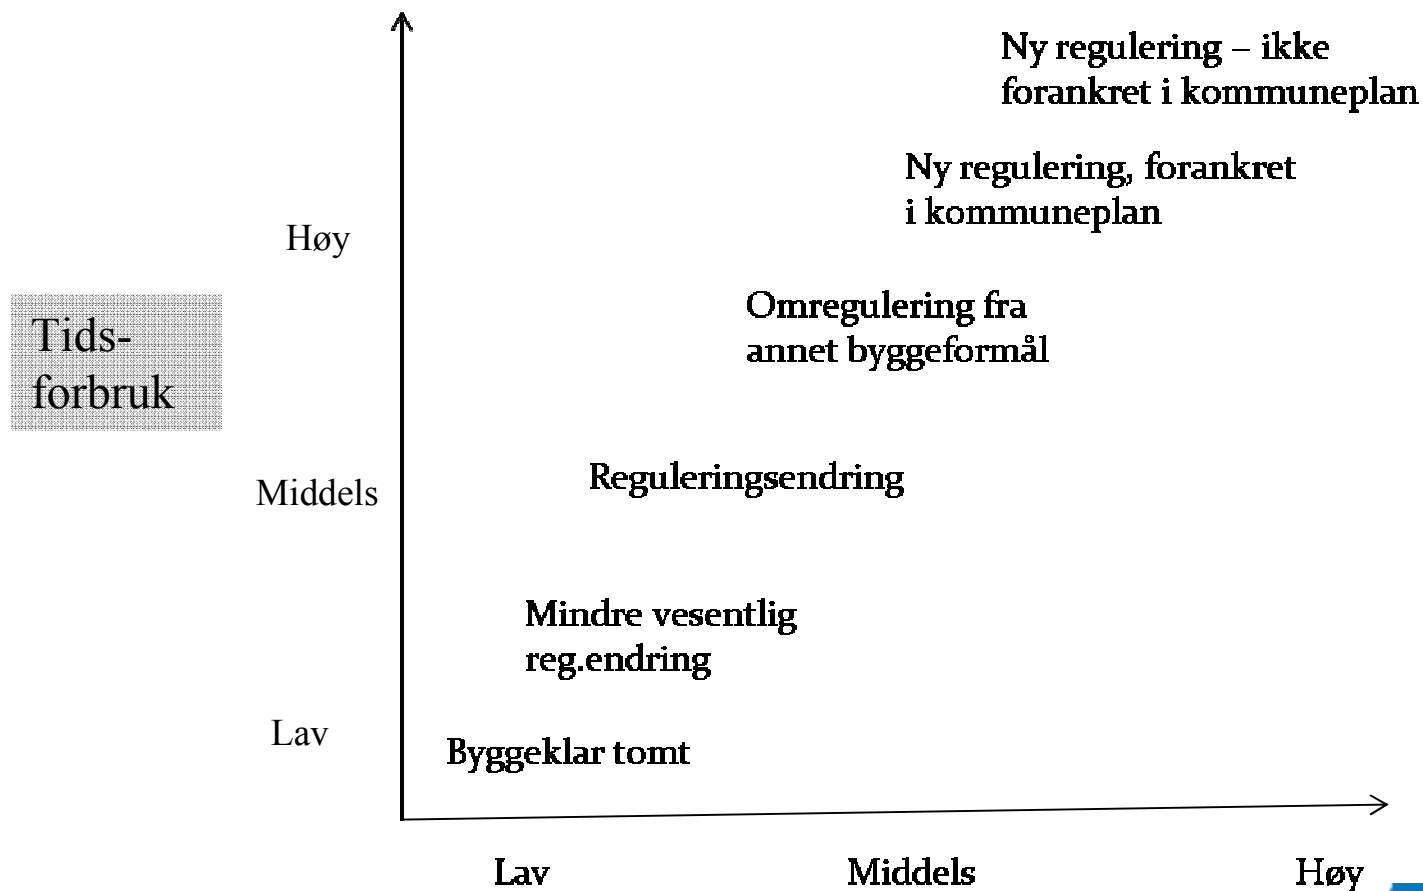 Ny regulering – ikke
forankret i kommuneplan
Ny regulering, forankret
i kommuneplan
Høy
Omregulering fra
annet byggeformål
Tids-
forbruk
Reguleringsendring
Middels
Mindre vesentlig
reg.endring
Lav
Byggeklar tomt
Lav
Middels
Høy